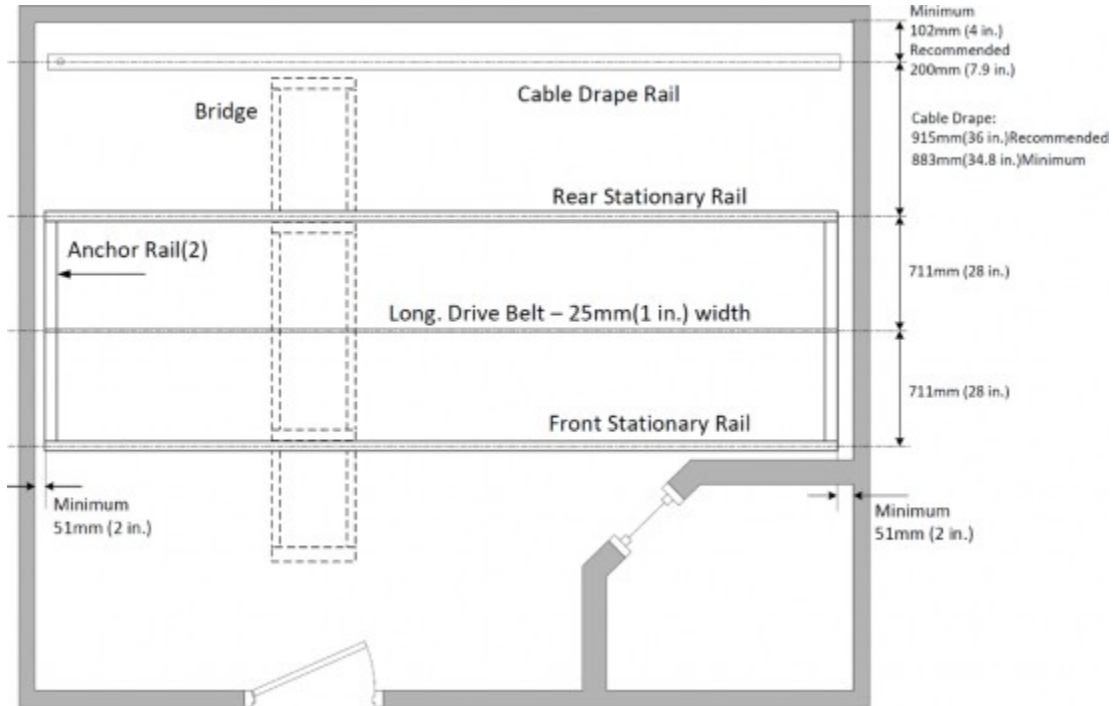 Minimum
102mm (4 in.)
Recommended
200mm (7.9 in.)
Cable Drape Rail
Bridge
Cable Drape:
915mm(36 in.)Recommended
883mm(34.8 in.)Minimum
Rear Stationary Rail
Anchor Rail(2)
711mm (28 in.)
Long. Drive Belt – 25mm(1 in.) width
711mm (28 in.)
Front Stationary Rail
Minimum
51mm (2 in.)
Minimum
51mm (2 in.)